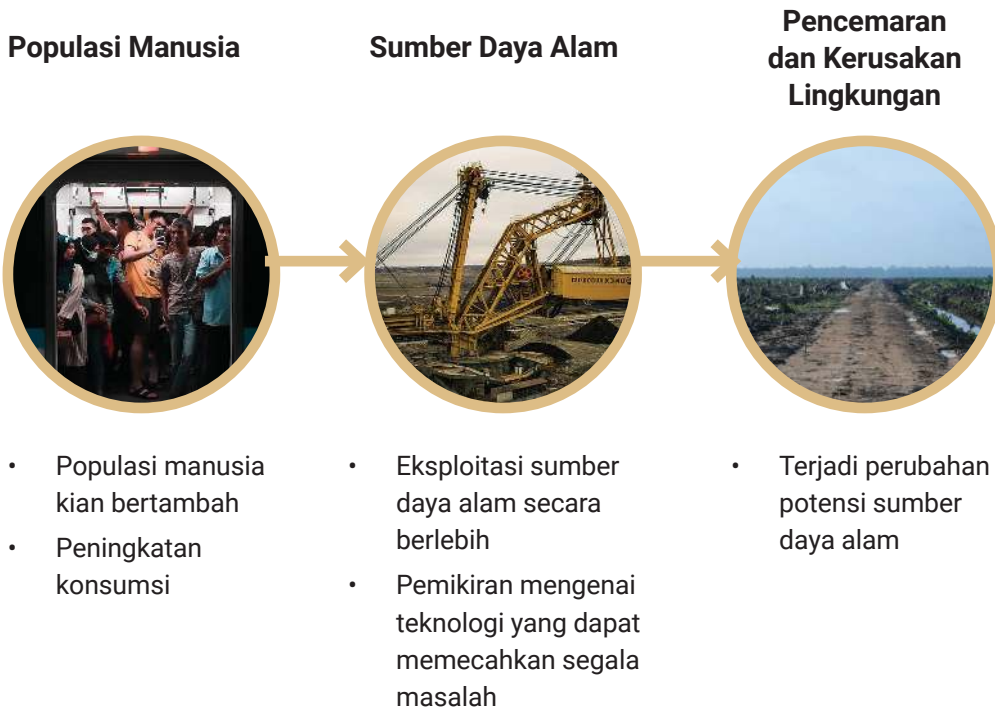 Populasi Manusia
Sumber Daya Alam
Pencemaran
dan Kerusakan
Lingkungan
• Populasi manusia
kian bertambah
• Peningkatan
konsumsi
• Eksploitasi sumber
daya alam secara
berlebih
• Pemikiran mengenai
teknologi yang dapat
memecahkan segala
masalah
• Terjadi perubahan
potensi sumber
daya alam